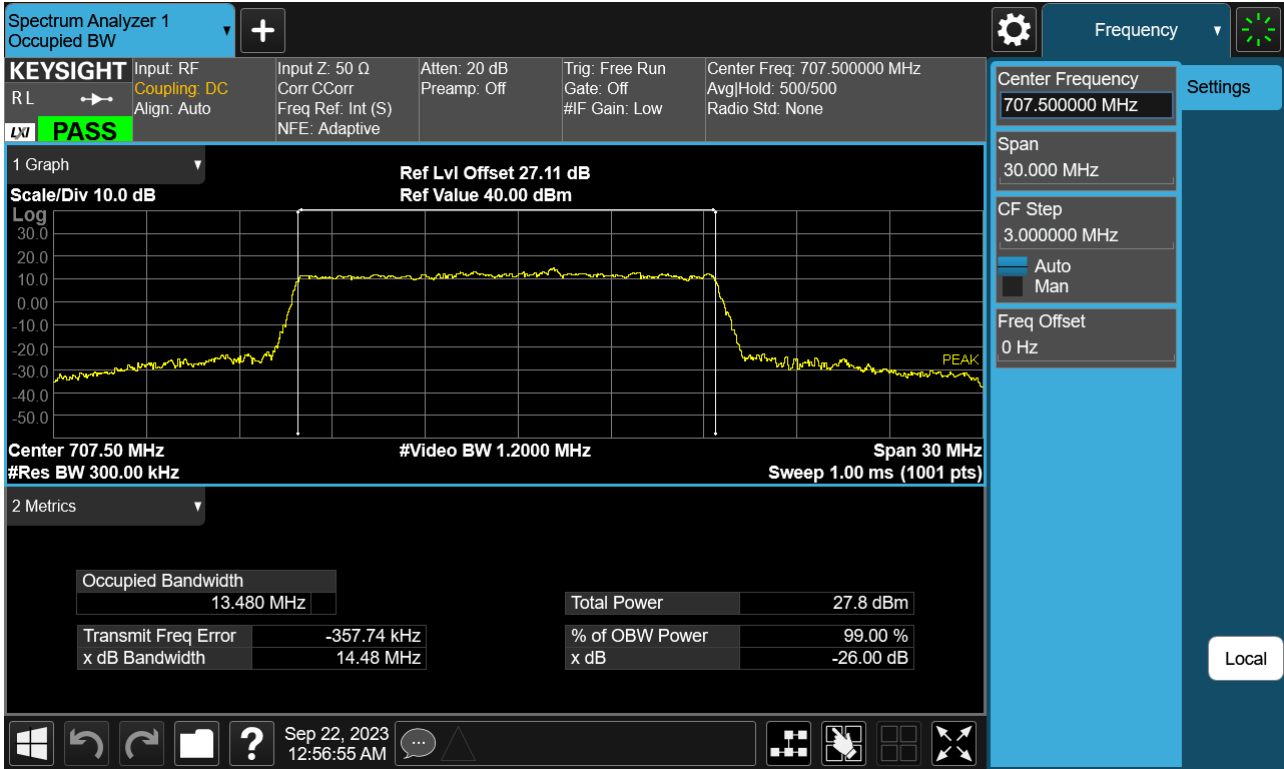 Spectrum Analyzer 1
Occupied BW
▼
+
Frequency
▼
KEYSIGHT
R L
LXI
PASS
Input: RF
Coupling: DC
Align: Auto
Input Z: 50 Ω
Corr CCorr
Freq Ref: Int (S)
NFE: Adaptive
Atten: 20 dB
Preamp: Off
Trig: Free Run
Gate: Off
#IF Gain: Low
Center Freq: 707.500000 MHz
Avg|Hold: 500/500
Radio Std: None
Center Frequency
707.500000 MHz
Settings
Span
30.000 MHz
CF Step
3.000000 MHz
Auto
Man
Freq Offset
0 Hz
Local
1 Graph ▼
Scale/Div 10.0 dB
Ref Lvl Offset 27.11 dB
Ref Value 40.00 dBm
Log
30.0
20.0
10.0
0.00
-10.0
-20.0
-30.0
-40.0
-50.0
PEAK
Center 707.50 MHz
#Video BW 1.2000 MHz
Span 30 MHz
#Res BW 300.00 kHz
Sweep 1.00 ms (1001 pts)
2 Metrics ▼
Occupied Bandwidth
13.480 MHz
Total Power 27.8 dBm
Transmit Freq Error -357.74 kHz
% of OBW Power 99.00 %
x dB Bandwidth 14.48 MHz
x dB -26.00 dB
?
Sep 22, 2023
12:56:55 AM